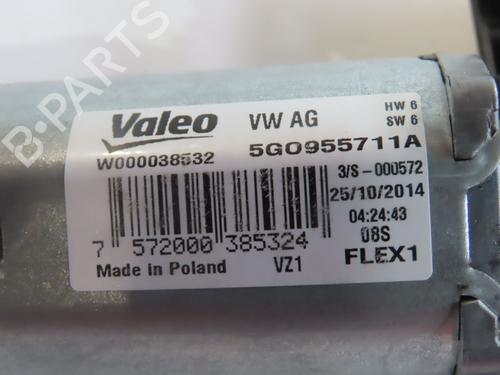 B-Parts
Valeo VW AG HW 6
SW 6
W000038532 5G0955711A
3/S-000572
25/10/2014
04:24:43
7 572000 385324 08S
Made in Poland VZ1 FLEX1